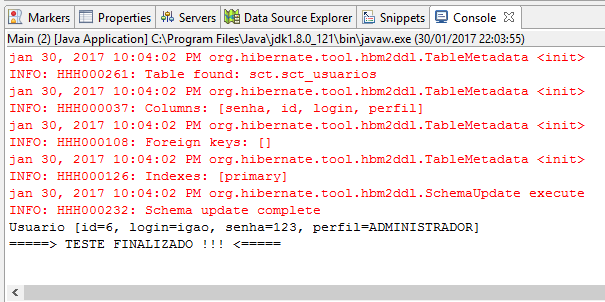 Markers Properties Servers Data Source Explorer Snippets Console
Main (2) [Java Application] C:\Program Files\Java\jdk1.8.0_121\bin\javaw.exe (30/01/2017 22:03:55)
jan 30, 2017 10:04:02 PM org.hibernate.tool.hbm2ddl.TableMetadata <init>
INFO: HHH000261: Table found: sct.sct_usuarios
jan 30, 2017 10:04:02 PM org.hibernate.tool.hbm2ddl.TableMetadata <init>
INFO: HHH000037: Columns: [senha, id, login, perfil]
jan 30, 2017 10:04:02 PM org.hibernate.tool.hbm2ddl.TableMetadata <init>
INFO: HHH000108: Foreign keys: []
jan 30, 2017 10:04:02 PM org.hibernate.tool.hbm2ddl.TableMetadata <init>
INFO: HHH000126: Indexes: [primary]
jan 30, 2017 10:04:02 PM org.hibernate.tool.hbm2ddl.SchemaUpdate execute
INFO: HHH000232: Schema update complete
Usuario [id=6, login=igao, senha=123, perfil=ADMINISTRADOR]
=====> TESTE FINALIZADO !!! <=====